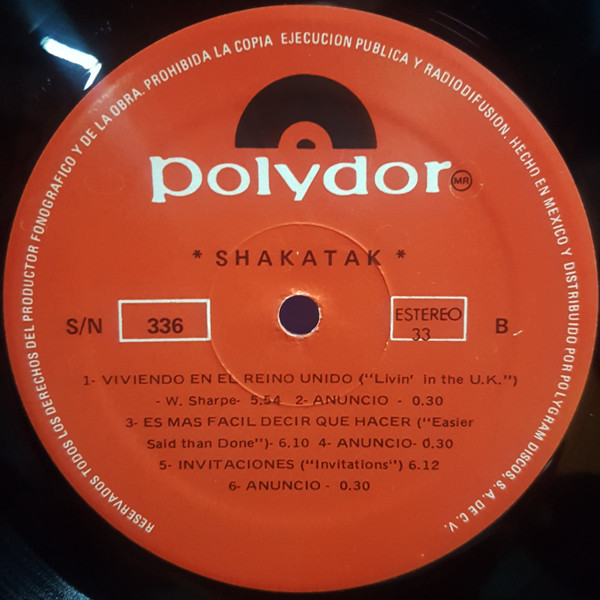 RESERVADOS TODOS LOS DERECHOS DEL PRODUCTOR FONOGRAFICO Y DE LA OBRA. PROHIBIDA LA COPIA EJECUCION PUBLICA Y RADIODIFUSION. HECHO EN MEXICO Y DISTRIBUIDO POR POLYGRAM DISCOS, S. A. DE C. V.
polydor MR
* SHAKATAK *
S/N 336 ESTEREO 33 B
1- VIVIENDO EN EL REINO UNIDO ("Livin' in the U.K.")
- W. Sharpe- 5:54 2- ANUNCIO - 0.30
3- ES MAS FACIL DECIR QUE HACER ("Easier
Said than Done")- 6.10 4- ANUNCIO- 0.30
5- INVITACIONES ("Invitations") 6.12
6- ANUNCIO - 0.30